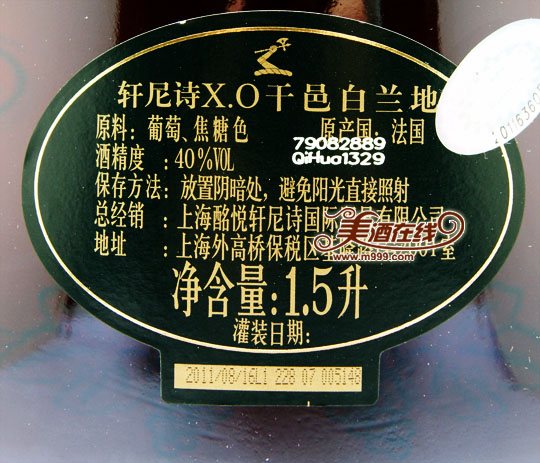 轩尼诗X.O干邑白兰地
原料: 葡萄、焦糖色 原产国: 法国
79082889
QiHuo1329
酒精度 : 40%VOL
保存方法: 放置阴暗处, 避免阳光直接照射
总经销 : 上海酩悦轩尼诗国际 有限公司
地址 : 上海外高桥保税区 室
美酒在线
www.m999.com
净含量: 1.5升
灌装日期:
2011/08/16L1 228 07 005148